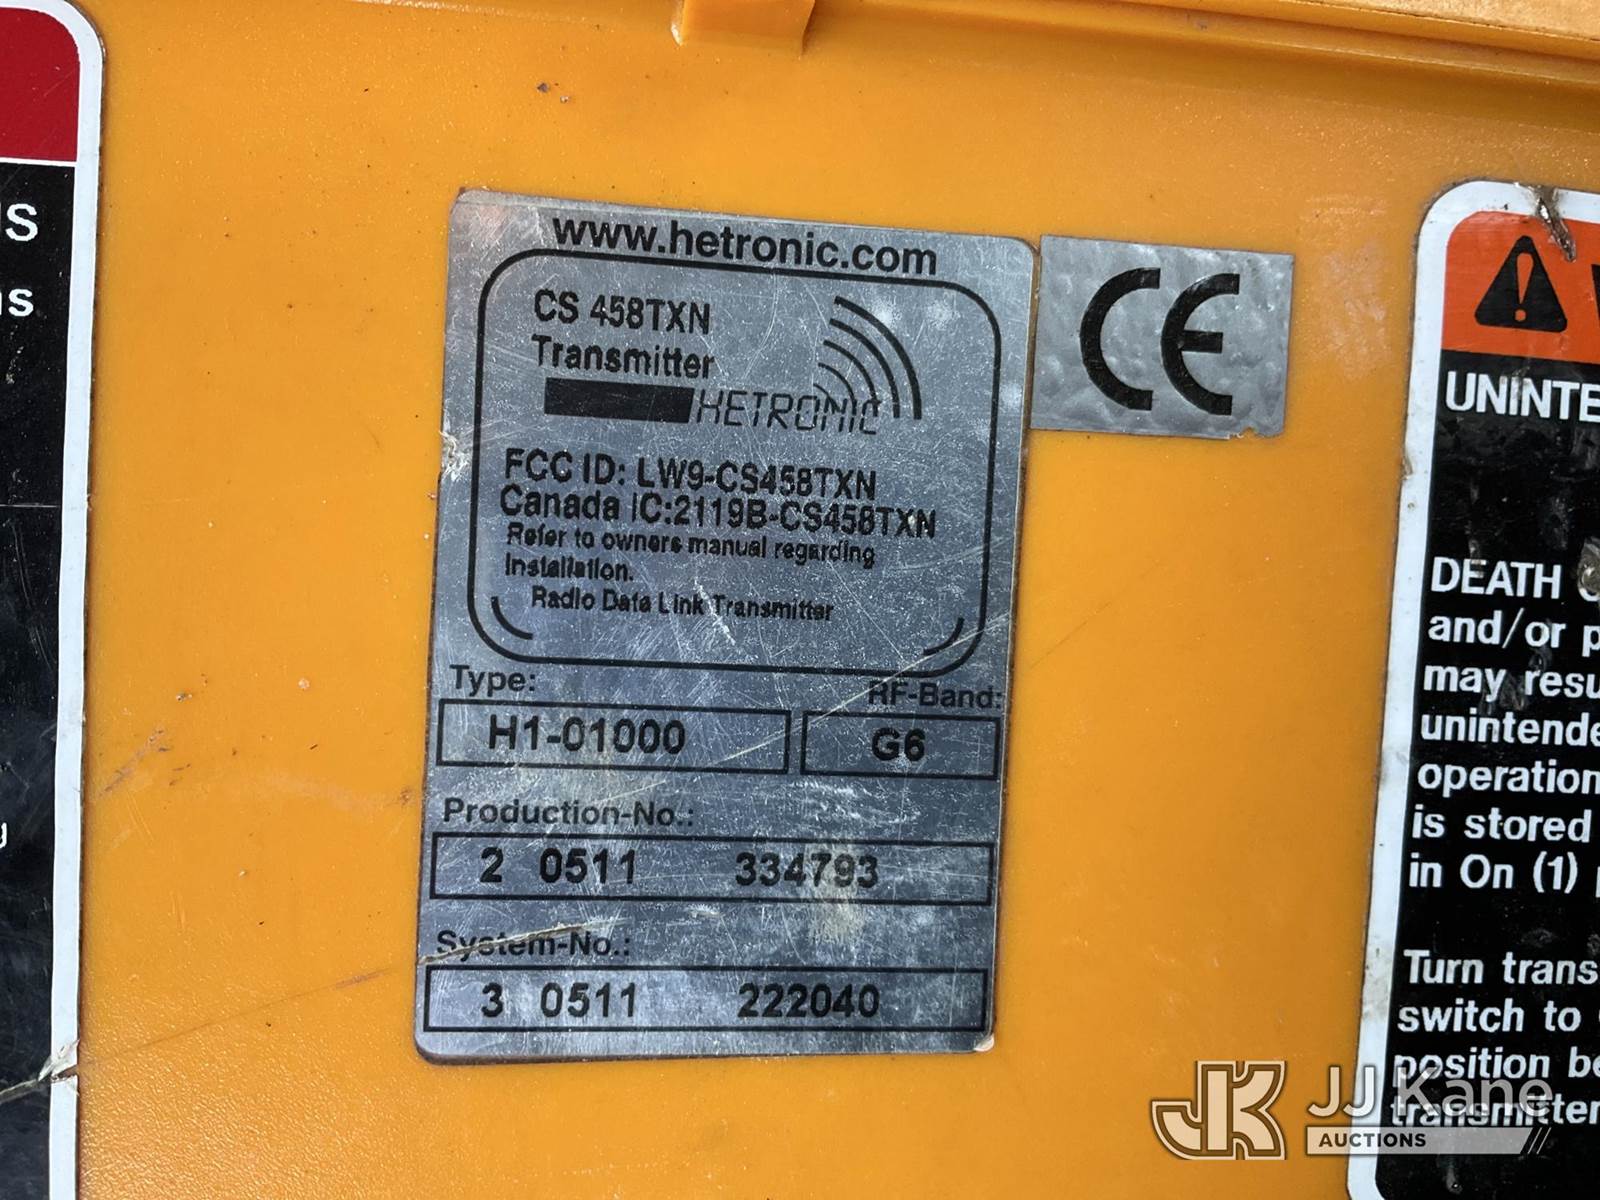 www.hetronic.com
CS 458TXN
Transmitter
HETRONIC
FCC ID: LW9-CS458TXN
Canada IC:2119B-CS458TXN
Refer to owners manual regarding
Installation.
Radio Data Link Transmitter
Type:
RF-Band:
H1-01000
G6
Production-No.:
2 0511 334793
System-No.:
3 0511 222040
CE
UNINTE
DEATH
and/or p
may resu
unintende
operation
is stored
in On (1)
Turn trans
switch to
position be
transmitter
JJ Kane
AUCTIONS